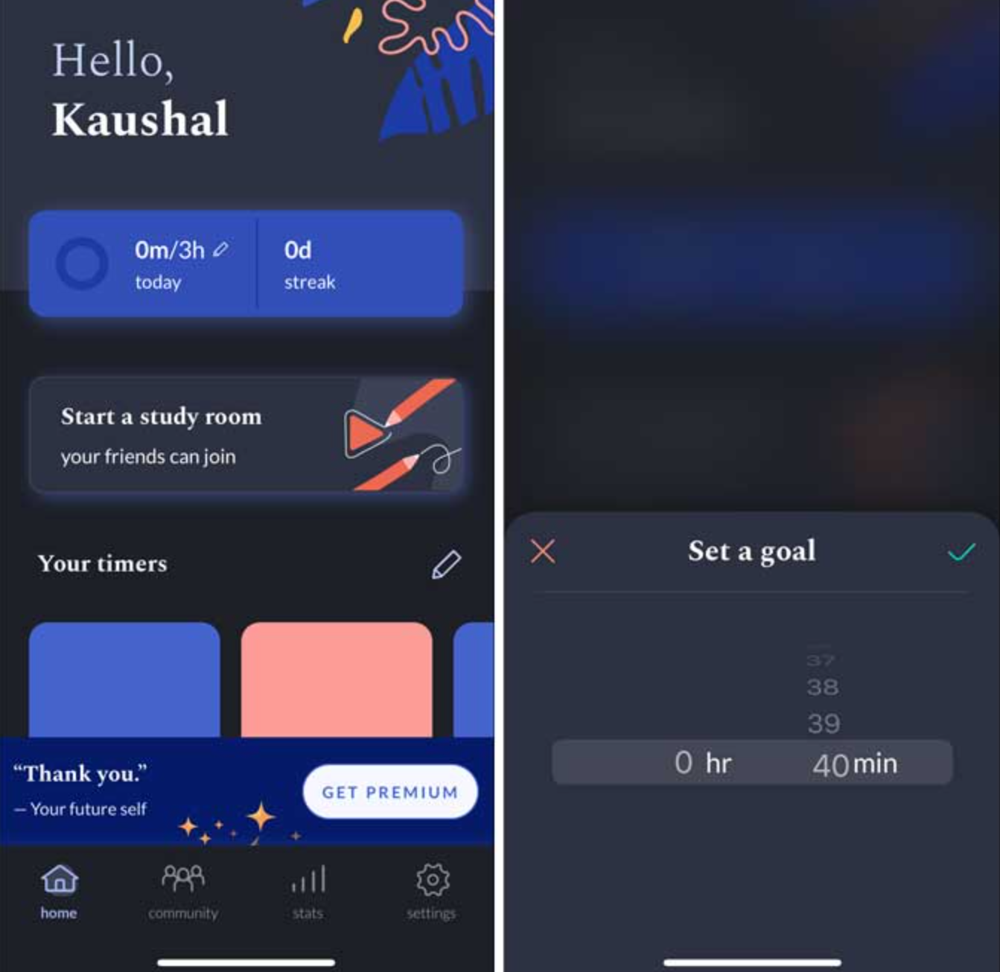 Hello,
Kaushal
0m/3h
today
0d
streak
Start a study room
your friends can join
Your timers
“Thank you.”
– Your future self
GET PREMIUM
home
community
stats
settings
Set a goal
37
38
39
0 hr 40 min